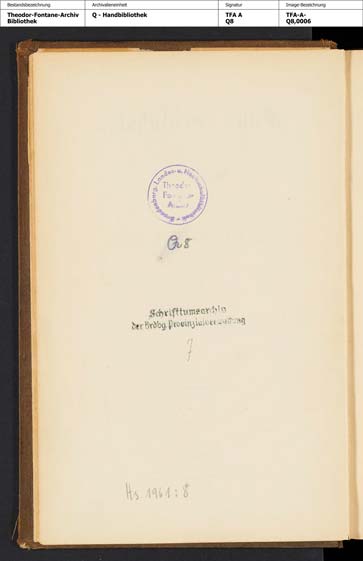 Bestandsbezeichnung
Theodor-Fontane-Archiv
Bibliothek
Archivalieneinheit
Q - Handbibliothek
Signatur
TFA A
Q8
Image-Bezeichnung
TFA-A-
Q8,0006
Brandenburg. Landes- u. Hochschulbibliothek
Theodor
Fontane
Archiv
Q 8
Schrifttumsarchiv
der Brdbg. Provinzialverwaltung
7
Hs 1961 : 8